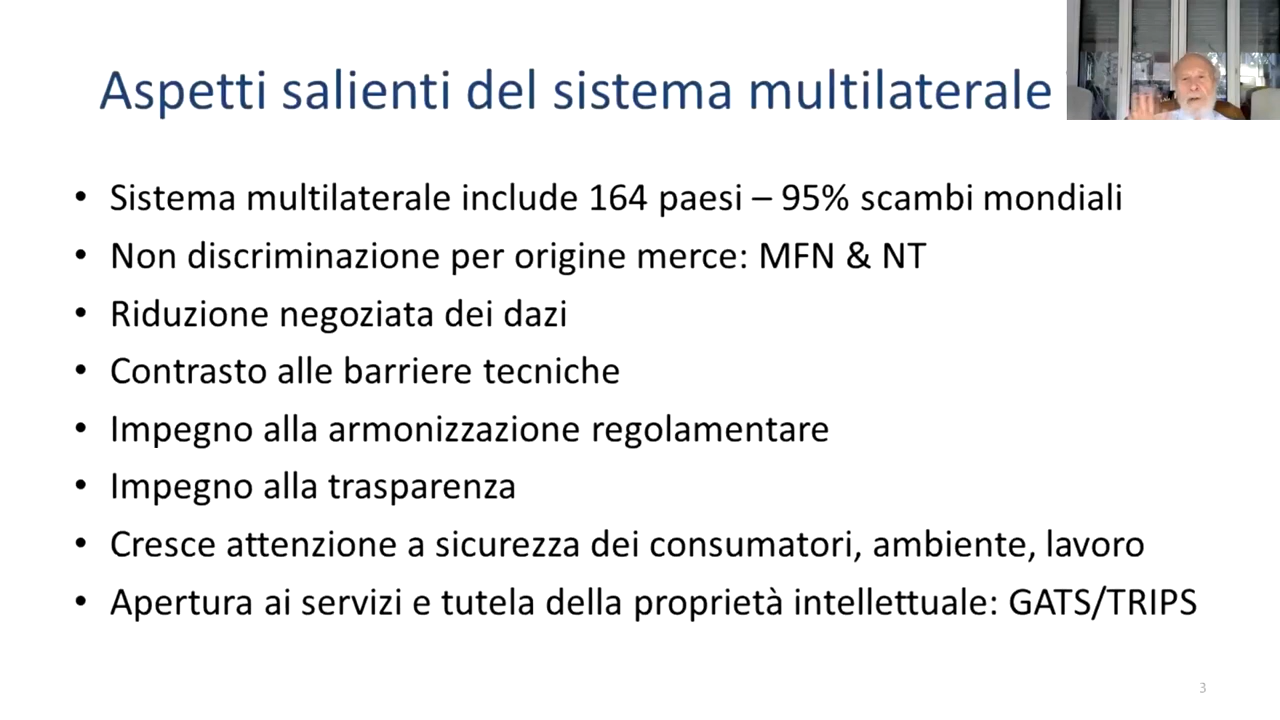 Aspetti salienti del sistema multilaterale
• Sistema multilaterale include 164 paesi – 95% scambi mondiali
• Non discriminazione per origine merce: MFN & NT
• Riduzione negoziata dei dazi
• Contrasto alle barriere tecniche
• Impegno alla armonizzazione regolamentare
• Impegno alla trasparenza
• Cresce attenzione a sicurezza dei consumatori, ambiente, lavoro
• Apertura ai servizi e tutela della proprietà intellettuale: GATS/TRIPS
3